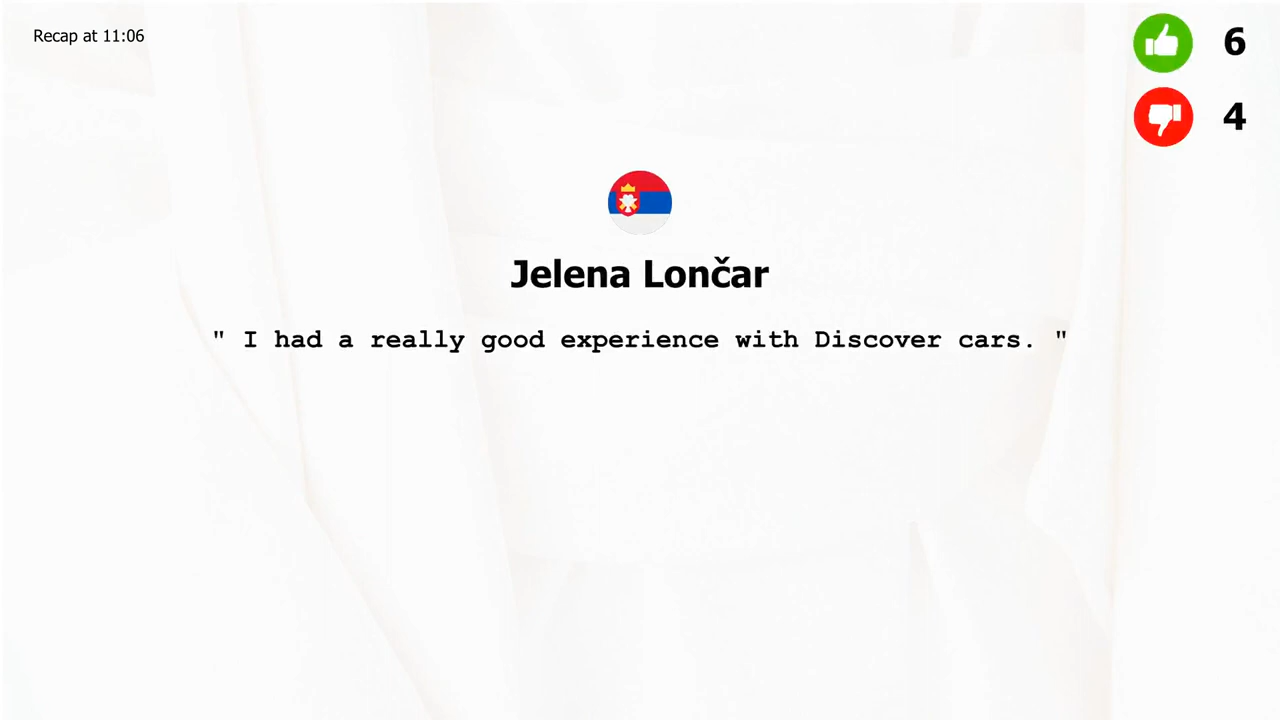 Recap at 11:06
6
4
Jelena Lončar
" I had a really good experience with Discover cars. "